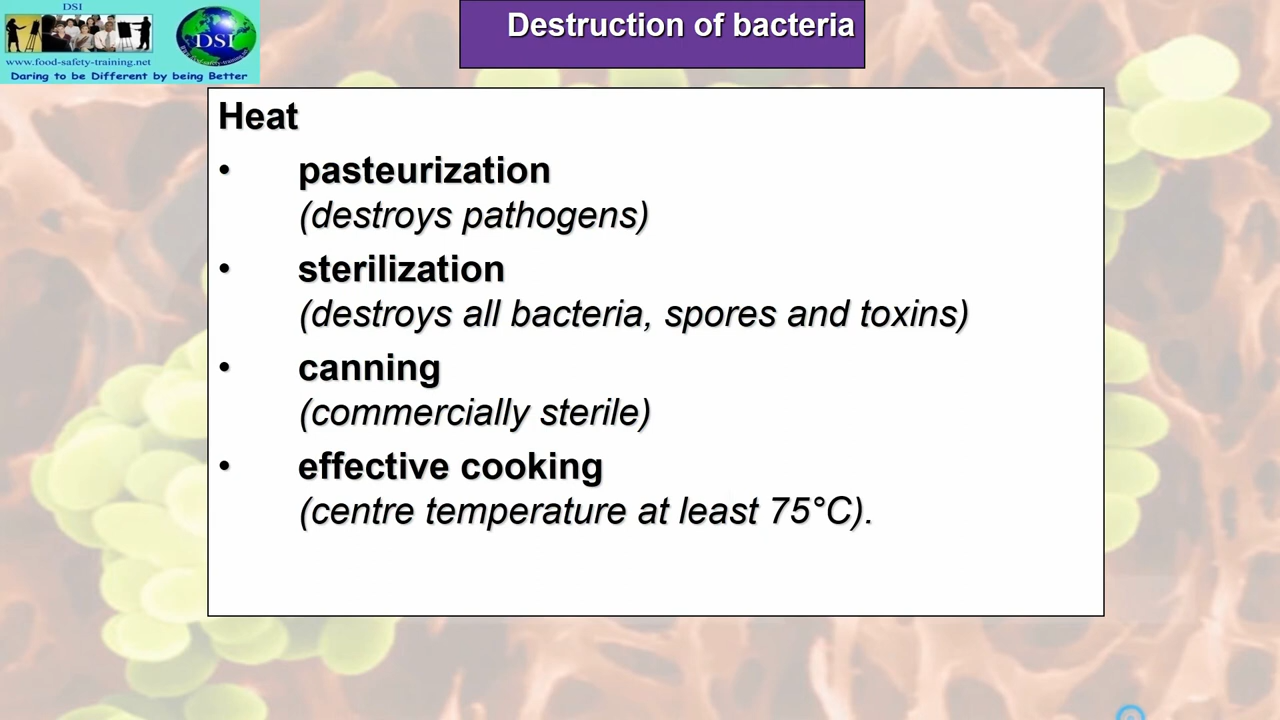 DSI
DSI
www.food-safety-training.net
Daring to be Different by being Better
Destruction of bacteria
Heat
• pasteurization
(destroys pathogens)
• sterilization
(destroys all bacteria, spores and toxins)
• canning
(commercially sterile)
• effective cooking
(centre temperature at least 75°C).